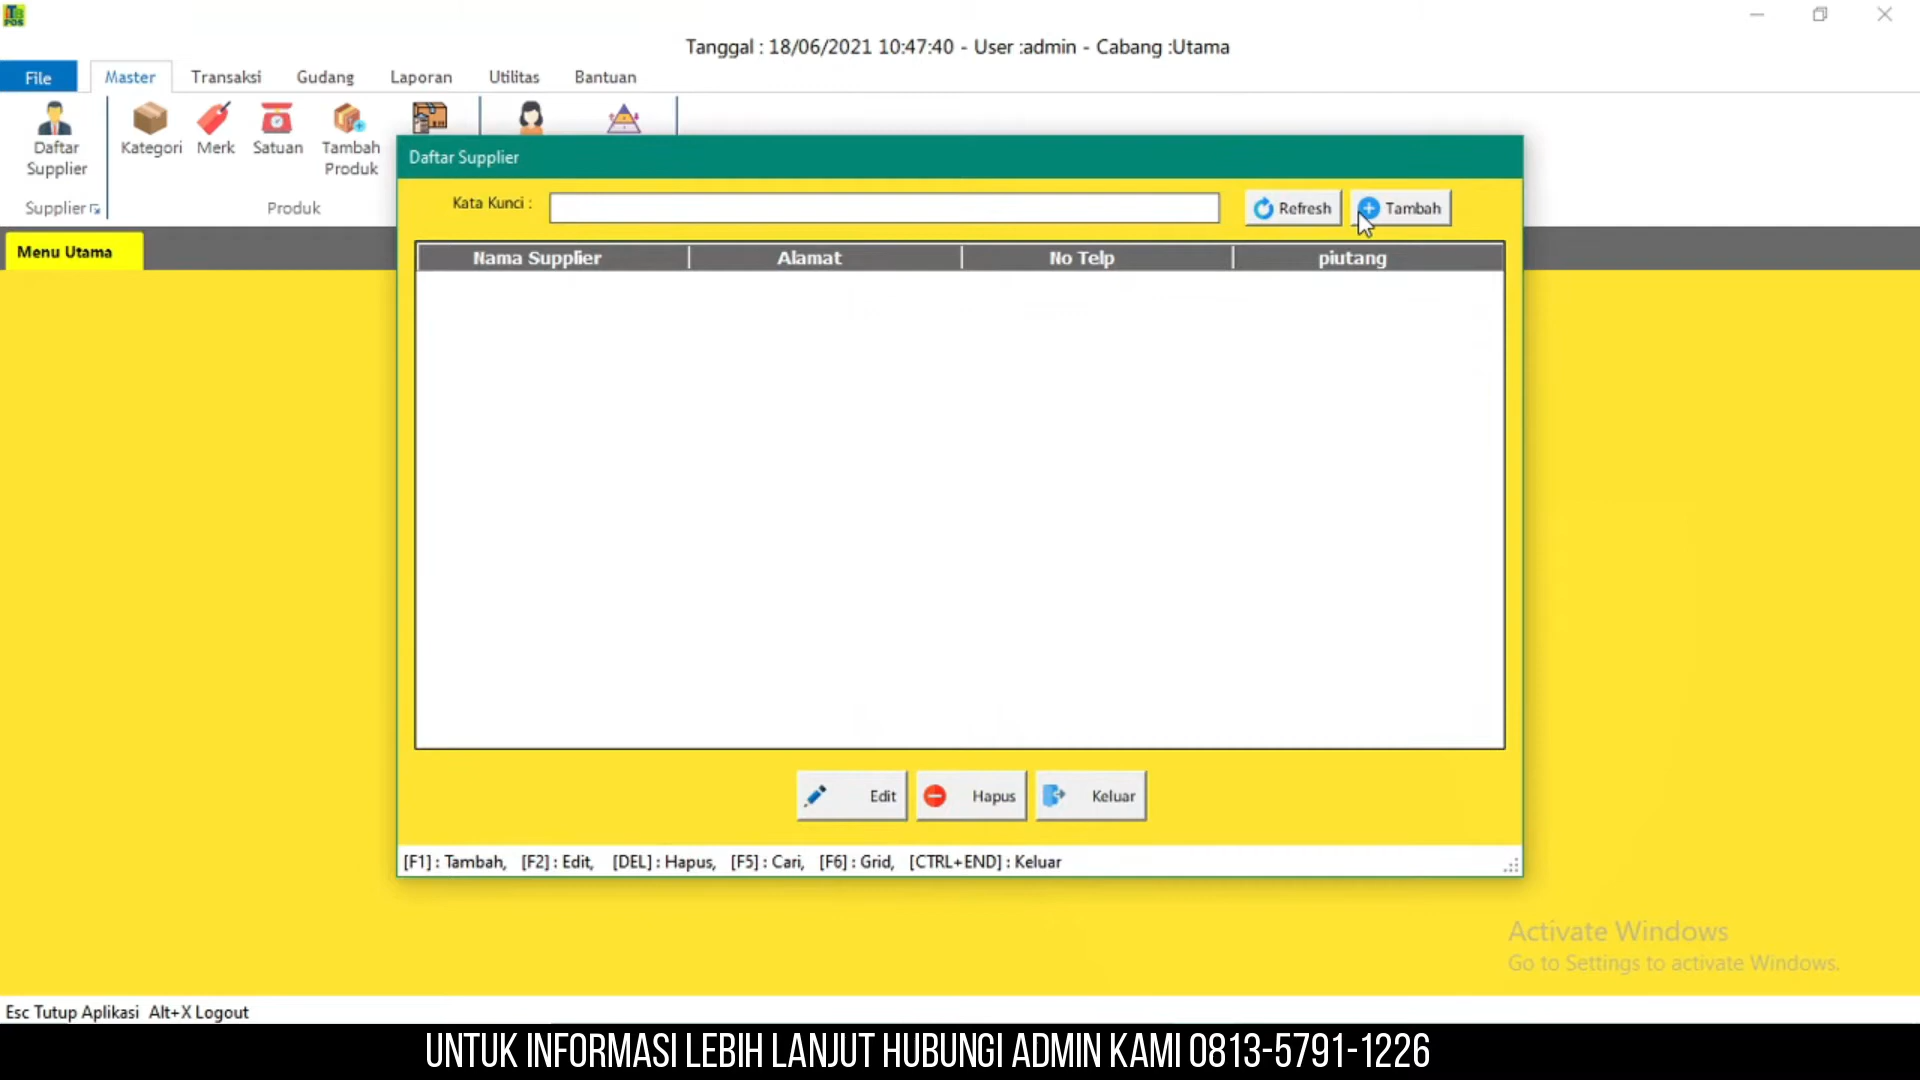 ITB
POS
Tanggal : 18/06/2021 10:47:40 - User :admin - Cabang :Utama
File Master Transaksi Gudang Laporan Utilitas Bantuan
Daftar Supplier
Kategori Merk Satuan
Tambah Produk
Supplier
Produk
Menu Utama
Daftar Supplier
Kata Kunci :
Refresh Tambah
Nama Supplier Alamat No Telp piutang
Edit Hapus Keluar
[F1] : Tambah, [F2] : Edit, [DEL] : Hapus, [F5] : Cari, [F6] : Grid, [CTRL+END] : Keluar
Activate Windows
Go to Settings to activate Windows.
Esc Tutup Aplikasi Alt+X Logout
UNTUK INFORMASI LEBIH LANJUT HUBUNGI ADMIN KAMI 0813-5791-1226